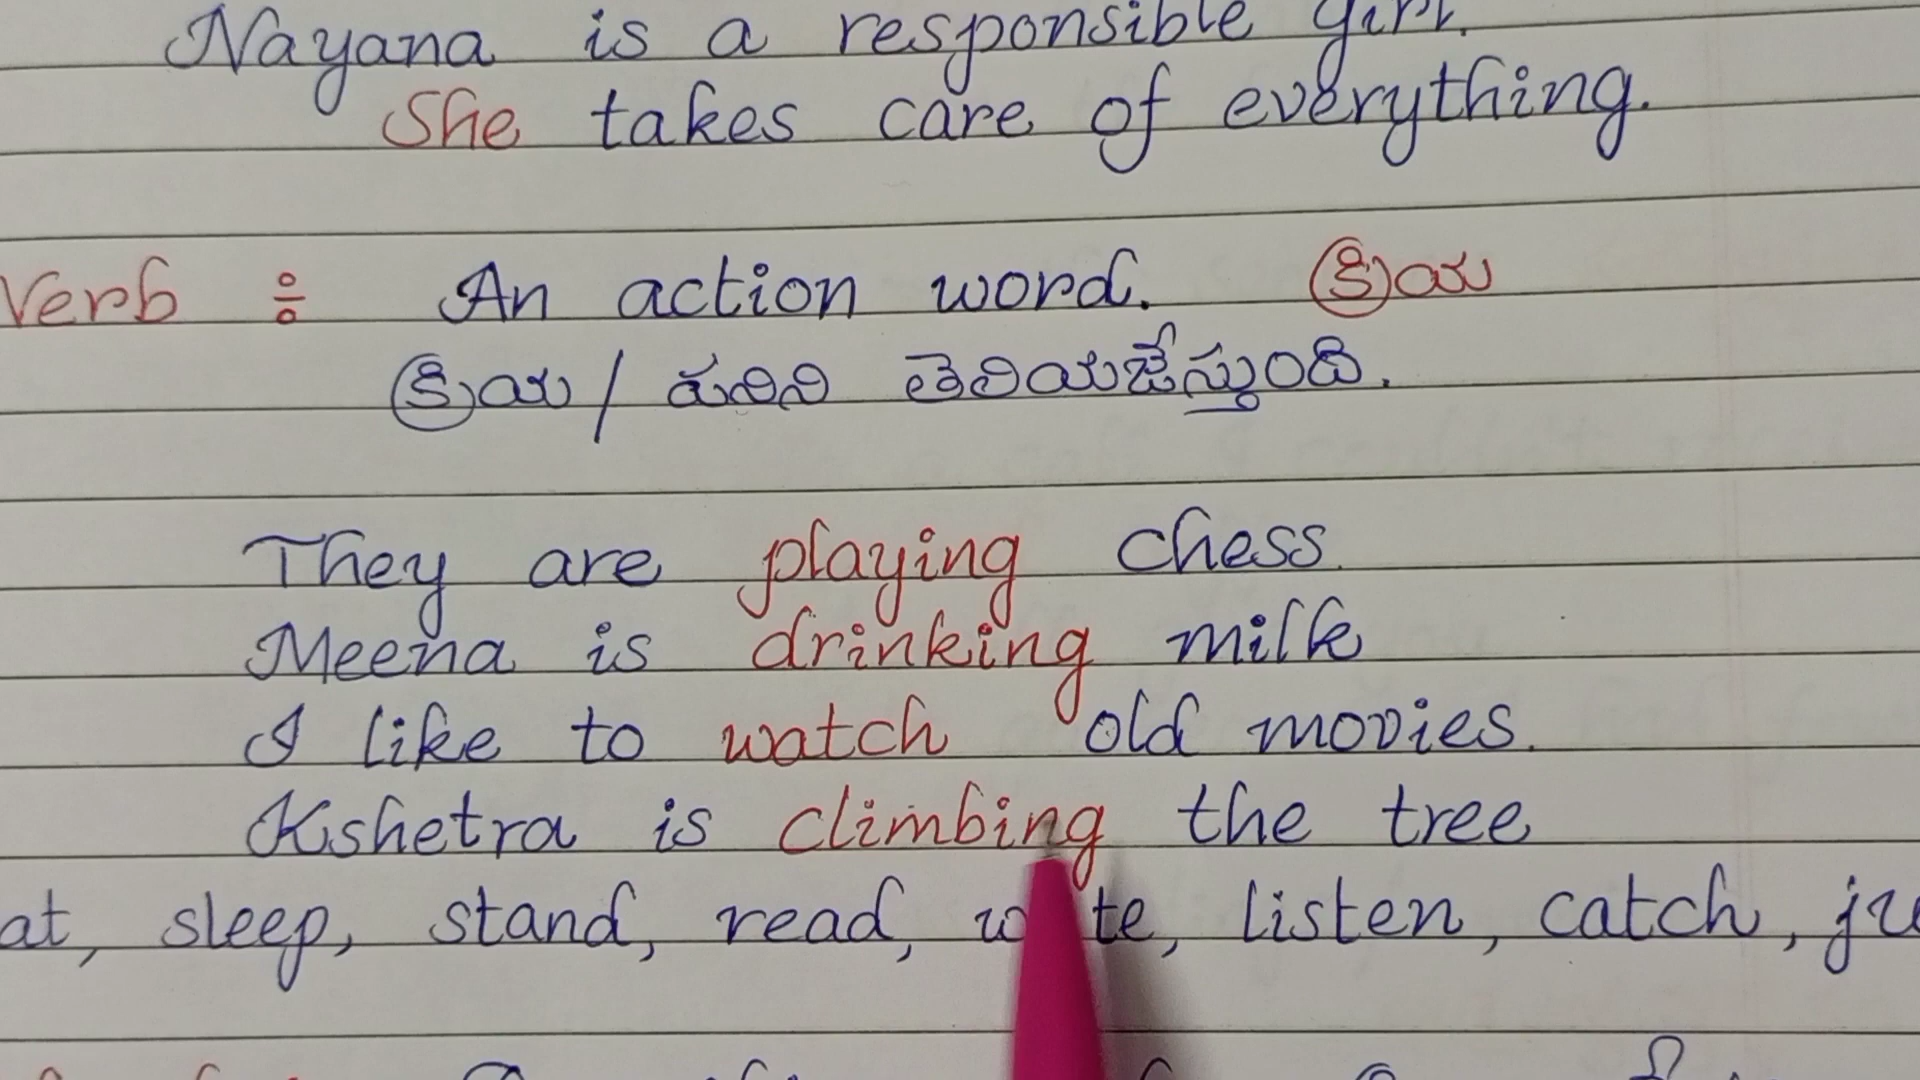 Nayana is a responsible girl.
She takes care of everything.
Verb ÷ An action word. క్రియ
క్రియ / పనిని తెలియజేస్తుంది.
They are playing chess.
Meena is drinking milk
I like to watch old movies.
Kshetra is climbing the tree
at, sleep, stand, read, listen, catch,